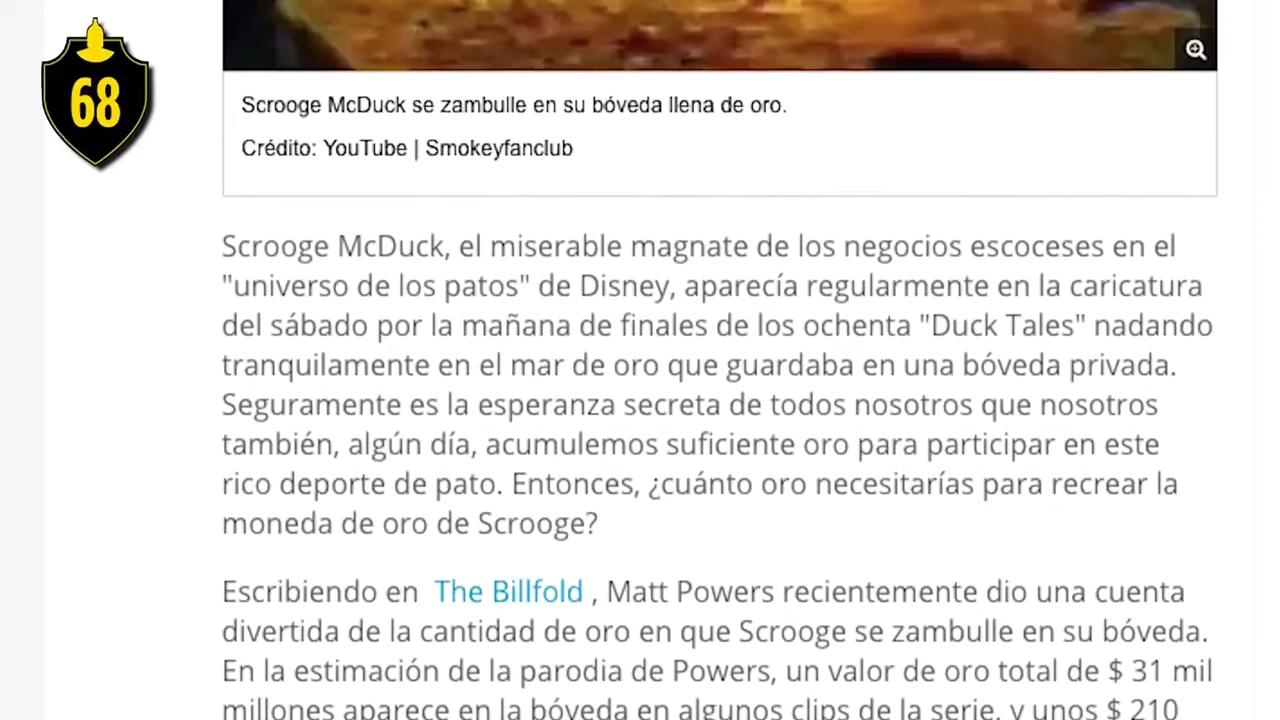 68
Scrooge McDuck se zambulle en su bóveda llena de oro.
Crédito: YouTube | Smokeyfanclub
Scrooge McDuck, el miserable magnate de los negocios escoceses en el
"universo de los patos" de Disney, aparecía regularmente en la caricatura
del sábado por la mañana de finales de los ochenta "Duck Tales" nadando
tranquilamente en el mar de oro que guardaba en una bóveda privada.
Seguramente es la esperanza secreta de todos nosotros que nosotros
también, algún día, acumulemos suficiente oro para participar en este
rico deporte de pato. Entonces, ¿cuánto oro necesitarías para recrear la
moneda de oro de Scrooge?
Escribiendo en The Billfold , Matt Powers recientemente dio una cuenta
divertida de la cantidad de oro en que Scrooge se zambulle en su bóveda.
En la estimación de la parodia de Powers, un valor de oro total de $ 31 mil
millones aparece en la bóveda en algunos clips de la serie, y unos $ 210